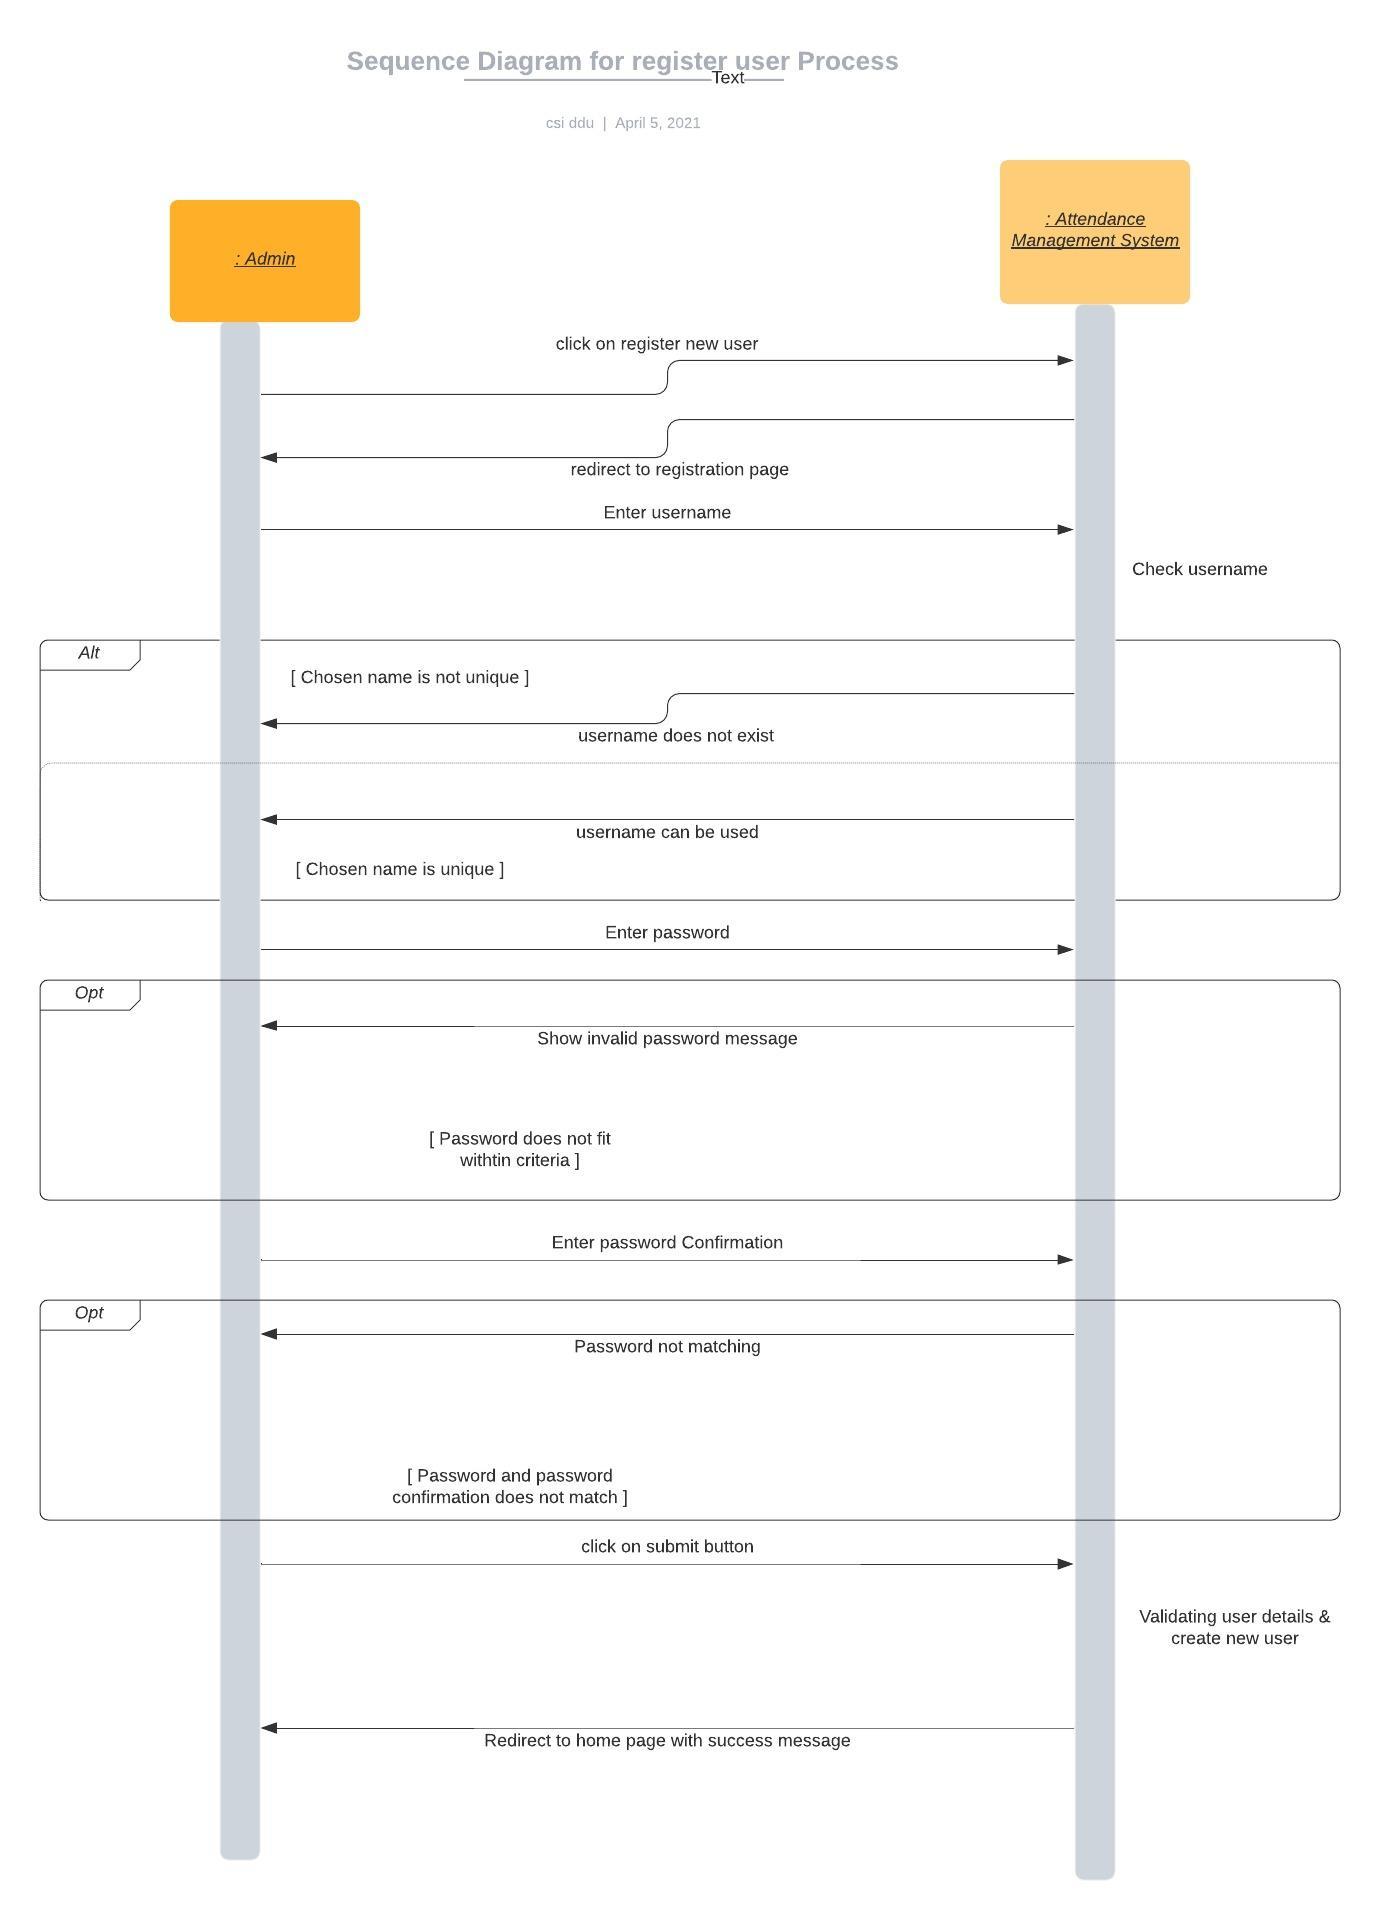 Sequence Diagram for register user Process
Text
csi ddu | April 5, 2021
: Attendance
Management System
: Admin
click on register new user
redirect to registration page
Enter username
Check username
Alt
[ Chosen name is not unique ]
username does not exist
username can be used
[ Chosen name is unique ]
Enter password
Opt
Show invalid password message
[ Password does not fit
withtin criteria ]
Enter password Confirmation
Opt
Password not matching
[ Password and password
confirmation does not match ]
click on submit button
Validating user details &
create new user
Redirect to home page with success message